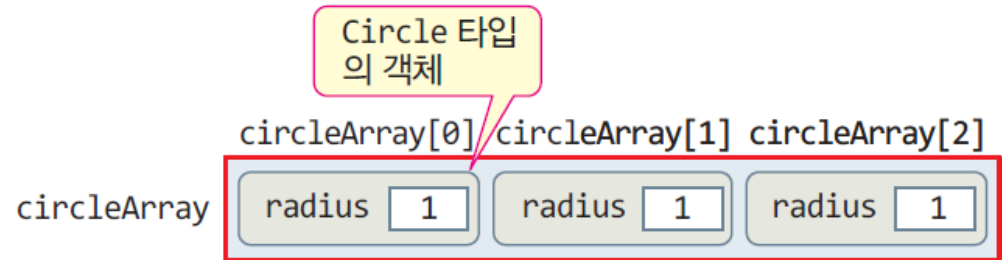 Circle 타입
의 객체
circleArray[0] circleArray[1] circleArray[2]
circleArray radius 1 radius 1 radius 1